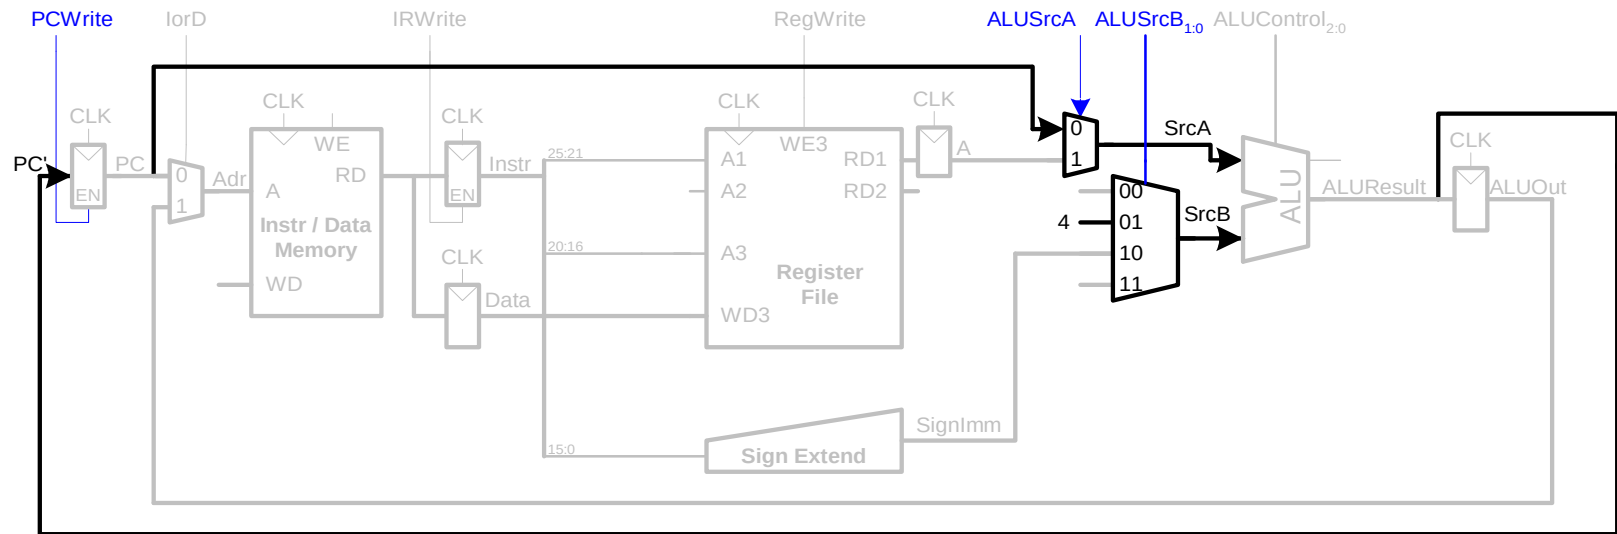 PCWrite IorD IRWrite RegWrite ALUSrcA ALUSrcB1:0 ALUControl2:0
CLK CLK CLK CLK CLK CLK
PC' PC EN
0
1
Adr
WE
A RD
Instr / Data
Memory
WD
EN
Instr
CLK
Data
25:21
20:16
15:0
WE3
A1 RD1
A2 RD2
A3
Register
File
WD3
A
0
1
SrcA
00
4 01
10
11
SrcB
ALU
ALUResult
ALUOut
SignImm
Sign Extend